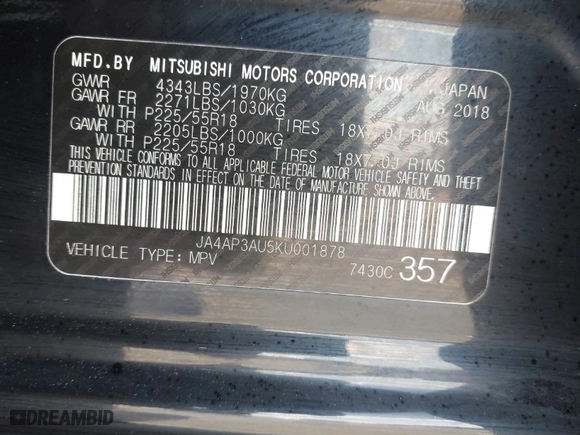 MFD.BY MITSUBISHI MOTORS CORPORATION, JAPAN
GVWR 4343LBS/1970KG AUG 2018
GAWR FR 2271LBS/1030KG
WITH P225/55R18 TIRES 18X7.0J RIMS
GAWR RR 2205LBS/1000KG
WITH P225/55R18 TIRES 18X7.0J RIMS
THIS VEHICLE CONFORMS TO ALL APPLICABLE FEDERAL MOTOR VEHICLE SAFETY AND THEFT
PREVENTION STANDARDS IN EFFECT ON THE DATE OF MANUFACTURE SHOWN ABOVE.
JA4AP3AU5KU001878
VEHICLE TYPE: MPV 7430C 357
DREAMBID